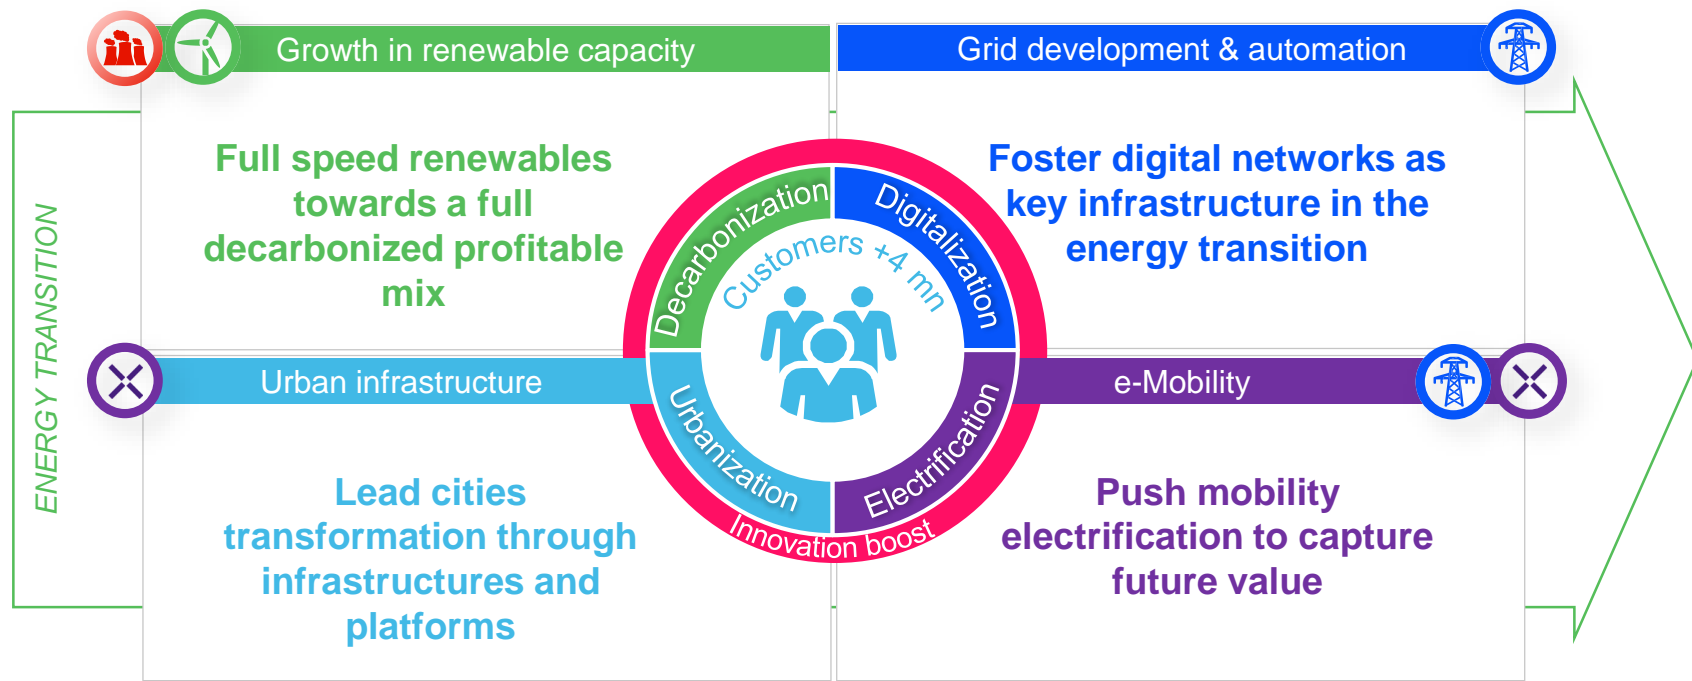 Growth in renewable capacity
Grid development & automation
ENERGY TRANSITION
Full speed renewables
towards a full
decarbonized profitable
mix
Foster digital networks as
key infrastructure in the
energy transition
Decarbonization
Digitalization
Customers +4 mn
Urban infrastructure
e-Mobility
Urbanization
Electrification
Innovation boost
Lead cities
transformation through
infrastructures and
platforms
Push mobility
electrification to capture
future value